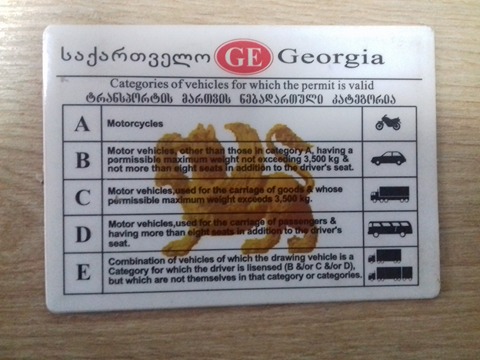 საქართველო GE Georgia
Categories of vehicles for which the permit is valid
ტრანსპორტის მართვის ნებადართული კატეგორია
A Motorcycles
B Motor vehicles, other than those in category A, having a
pormissible maximum weight not exceeding 3,500 kg &
not more than eight seats in addition to the driver's seat.
C Motor vehicles,used for the carriage of goods & whose
permissible maximum weight exceeds 3,500 kg.
D Motor vehicles,used for the carriage of passengers &
having more than eight seats in addition to the driver's
seat.
E Combination of vehicles of which the drawing vehicle is a
Category for which the driver is lisensed (B &/or C &/or D),
but which are not themselves in that category or categories.